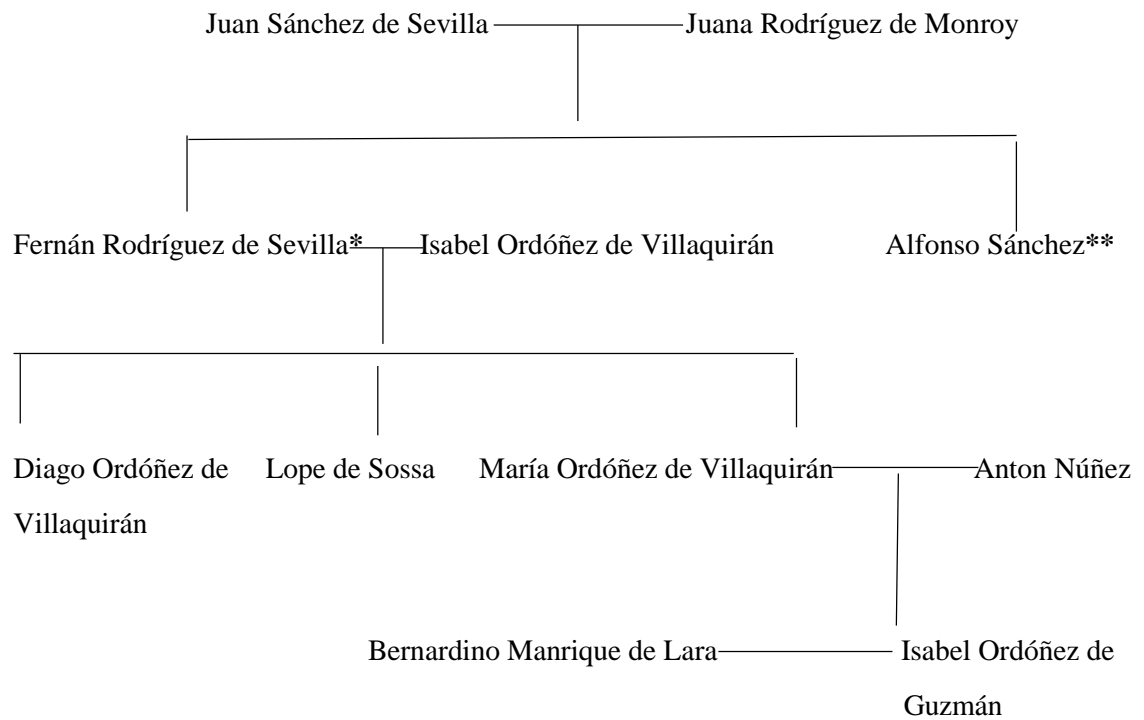 Juan Sánchez de Sevilla Juana Rodríguez de Monroy
Fernán Rodríguez de Sevilla* Isabel Ordóñez de Villaquirán Alfonso Sánchez**
Diago Ordóñez de Lope de Sossa María Ordóñez de Villaquirán Anton Núñez
Villaquirán
Bernardino Manrique de Lara Isabel Ordóñez de
Guzmán